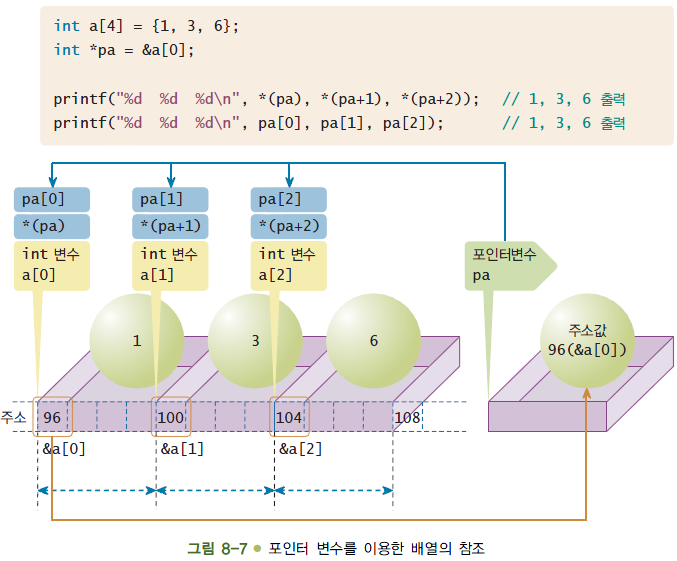 int a[4] = {1, 3, 6};
int *pa = &a[0];
printf("%d  %d  %d\n", *(pa), *(pa+1), *(pa+2));   // 1, 3, 6 출력
printf("%d  %d  %d\n", pa[0], pa[1], pa[2]);       // 1, 3, 6 출력
pa[0] pa[1] pa[2]
*(pa) *(pa+1) *(pa+2)
int 변수 int 변수 int 변수 포인터변수
a[0] a[1] a[2] pa
1 3 6 주소값
96(&a[0])
주소 96 100 104 108
&a[0] &a[1] &a[2]
그림 8-7 ● 포인터 변수를 이용한 배열의 참조